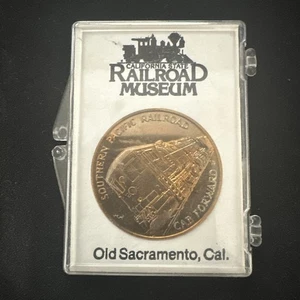 CALIFORNIA STATE
RAILROAD
MUSEUM
SOUTHERN PACIFIC RAILROAD
CAB FORWARD
Old Sacramento, Cal.